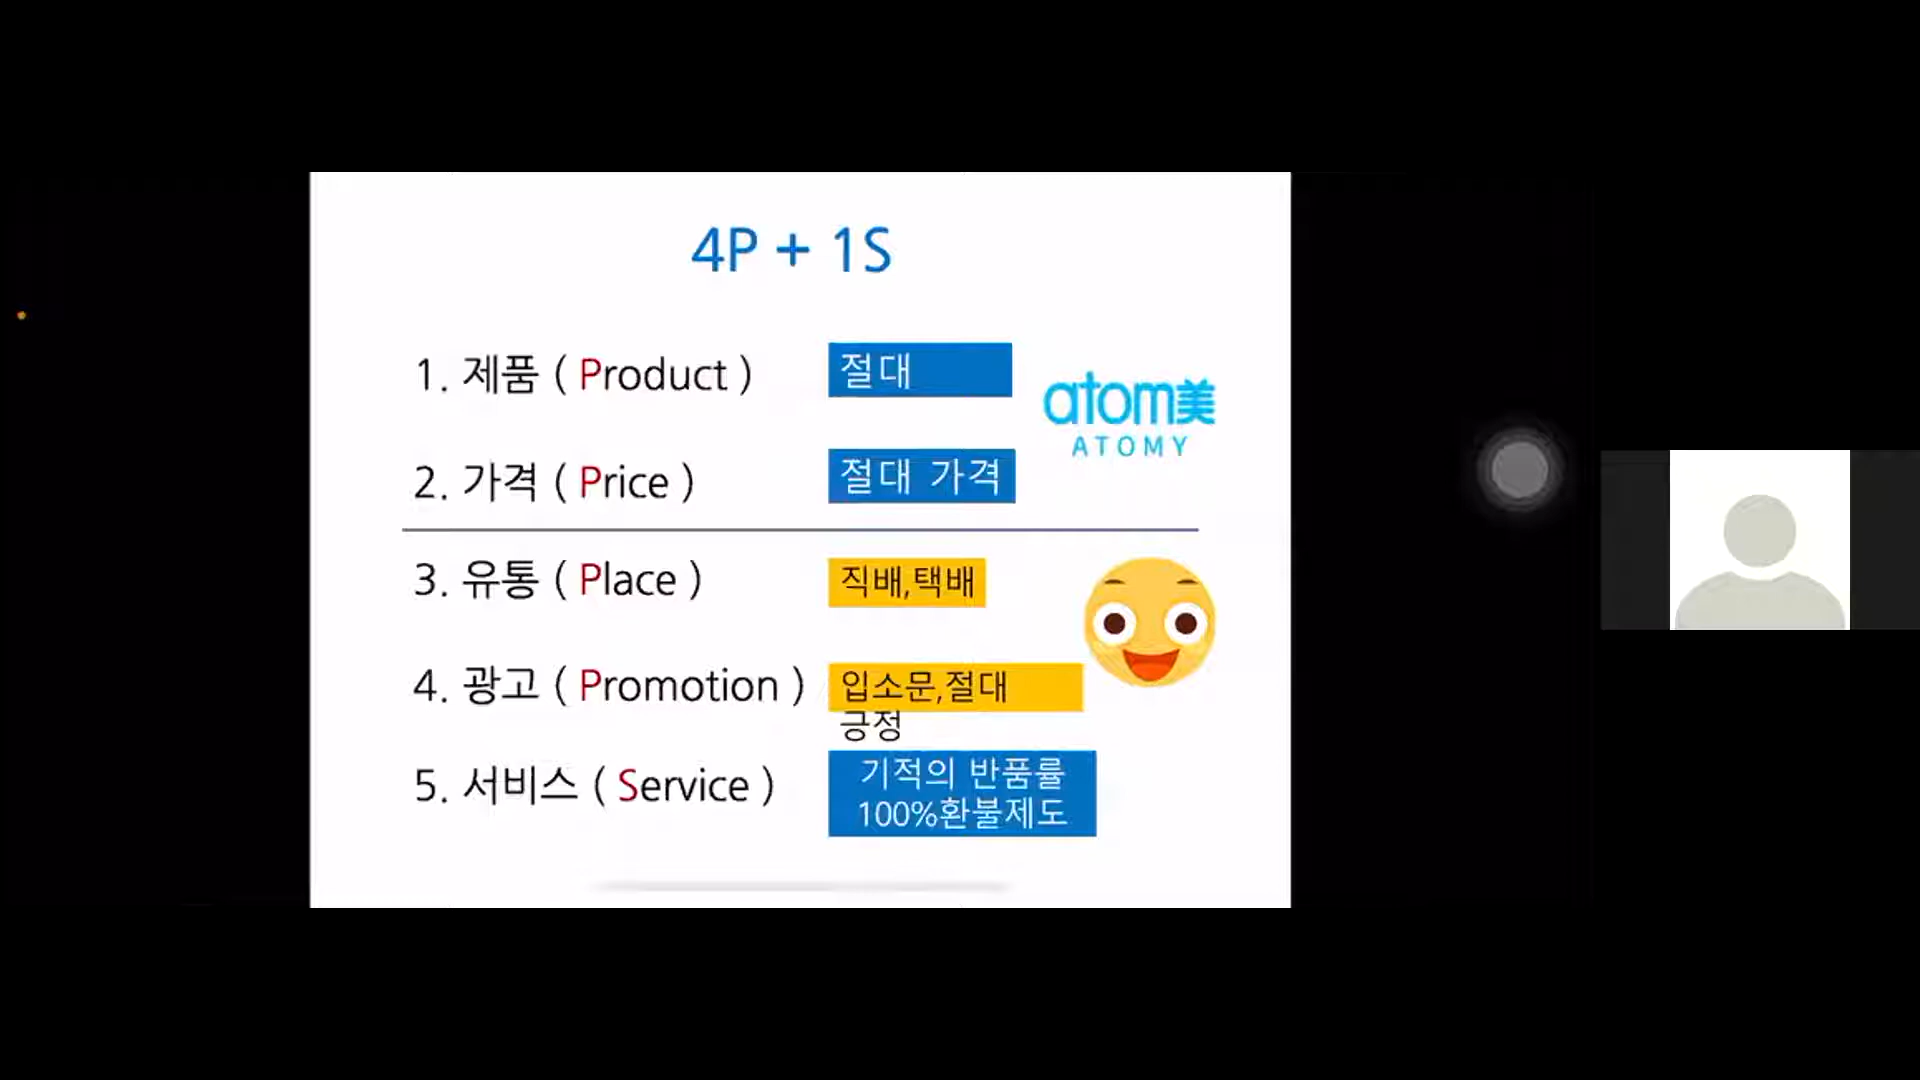 4P + 1S
1. 제품 ( Product ) 절대
atom美
ATOMY
2. 가격 ( Price ) 절대 가격
3. 유통 ( Place ) 직배,택배
4. 광고 ( Promotion ) 입소문,절대
긍정
5. 서비스 ( Service ) 기적의 반품률
100%환불제도